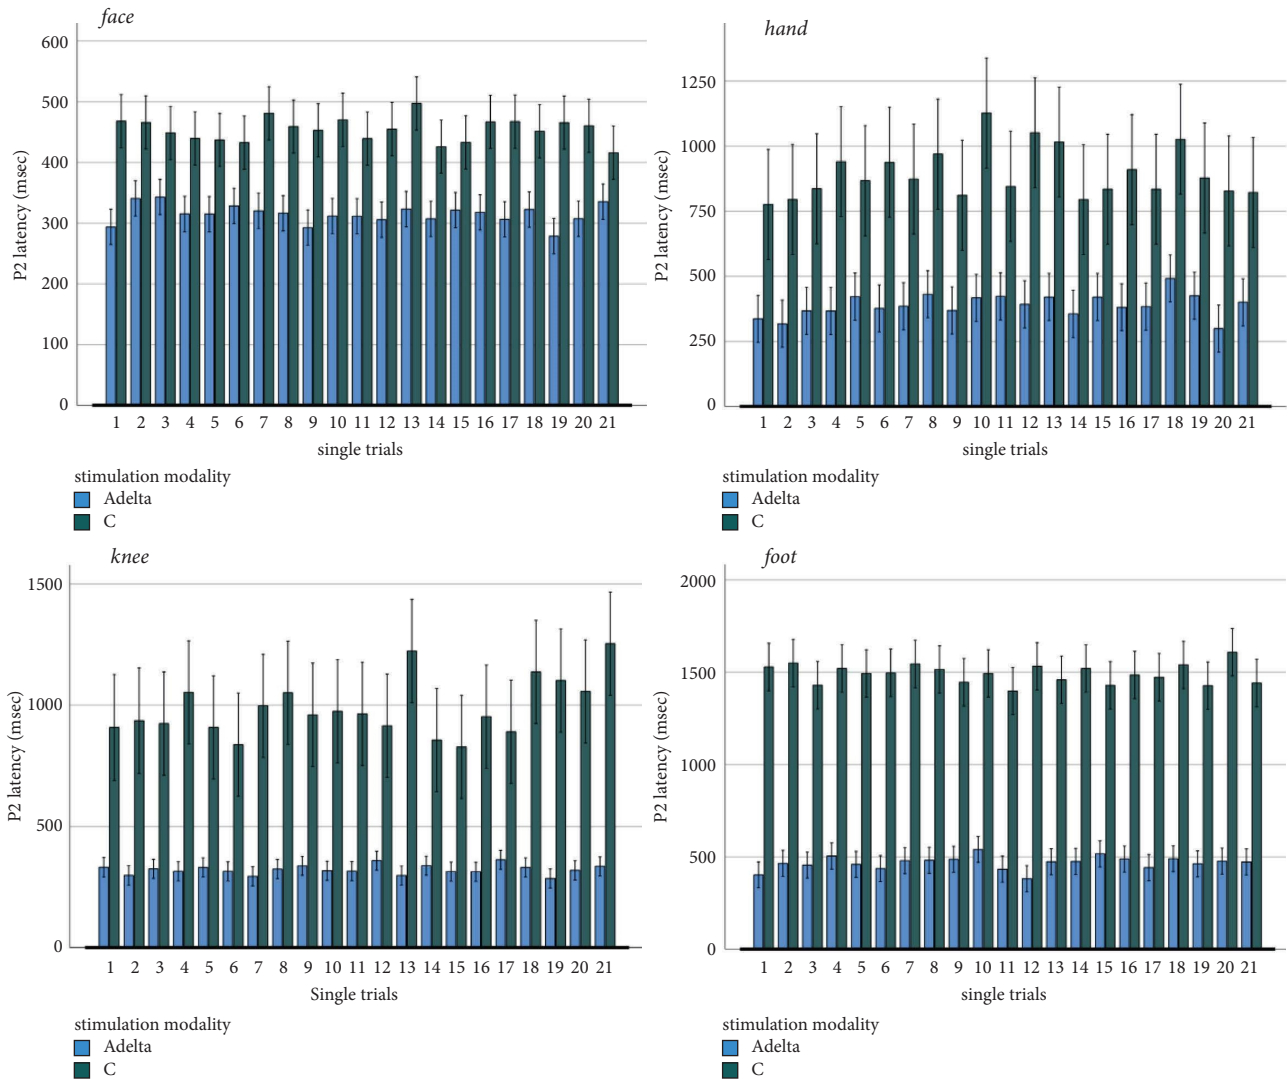 face
600
500
400
300
200
100
0
P2 latency (msec)
1 2 3 4 5 6 7 8 9 10 11 12 13 14 15 16 17 18 19 20 21
single trials
stimulation modality
Adelta
C
hand
1250
1000
750
500
250
0
P2 latency (msec)
1 2 3 4 5 6 7 8 9 10 11 12 13 14 15 16 17 18 19 20 21
single trials
stimulation modality
Adelta
C
knee
1500
1000
500
0
P2 latency (msec)
1 2 3 4 5 6 7 8 9 10 11 12 13 14 15 16 17 18 19 20 21
Single trials
stimulation modality
Adelta
C
foot
2000
1500
1000
500
0
P2 latency (msec)
1 2 3 4 5 6 7 8 9 10 11 12 13 14 15 16 17 18 19 20 21
single trials
stimulation modality
Adelta
C